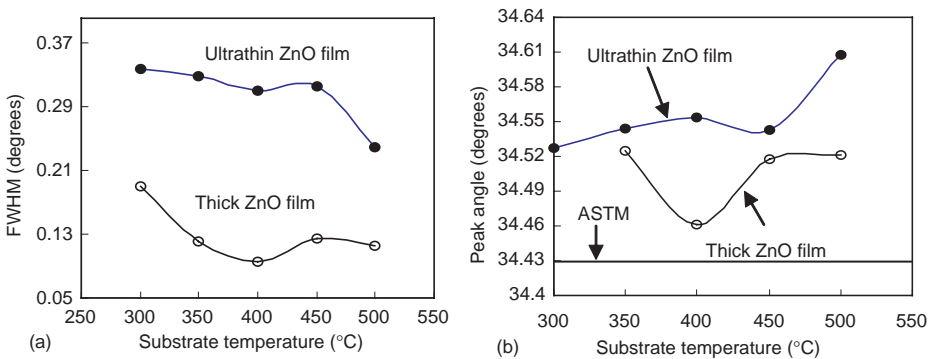 0.37
0.29
0.21
0.13
0.05
FWHM (degrees)
Ultrathin ZnO film
Thick ZnO film
250 300 350 400 450 500 550
(a) Substrate temperature (°C)
34.64
34.61
34.58
34.55
34.52
34.49
34.46
34.43
34.4
Peak angle (degrees)
Ultrathin ZnO film
ASTM
Thick ZnO film
300 350 400 450 500 550
(b) Substrate temperature (°C)